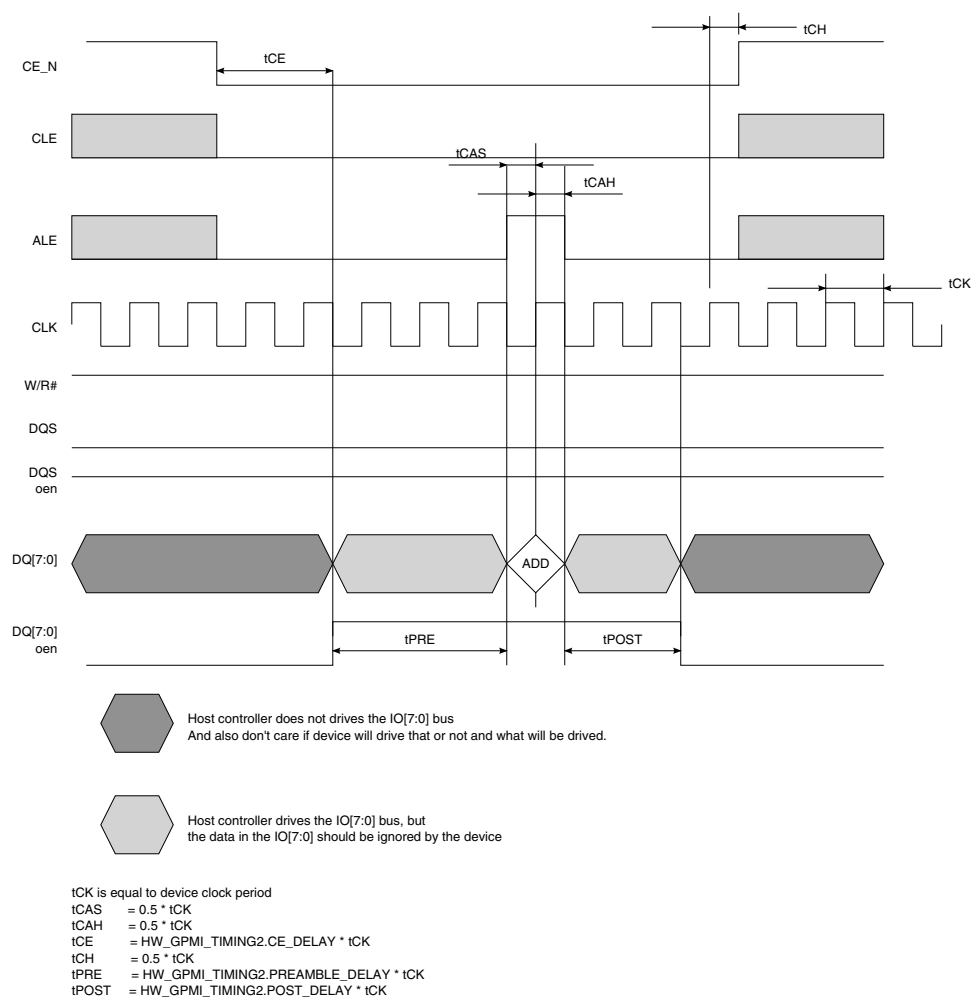 tCH
CE_N
tCE
CLE
tCAS
tCAH
ALE
tCK
CLK
W/R#
DQS
DQS
oen
DQ[7:0]
ADD
DQ[7:0]
oen
tPRE
tPOST
Host controller does not drives the IO[7:0] bus
And also don't care if device will drive that or not and what will be drived.
Host controller drives the IO[7:0] bus, but
the data in the IO[7:0] should be ignored by the device
tCK is equal to device clock period
tCAS = 0.5 * tCK
tCAH = 0.5 * tCK
tCE = HW_GPMI_TIMING2.CE_DELAY * tCK
tCH = 0.5 * tCK
tPRE = HW_GPMI_TIMING2.PREAMBLE_DELAY * tCK
tPOST = HW_GPMI_TIMING2.POST_DELAY * tCK